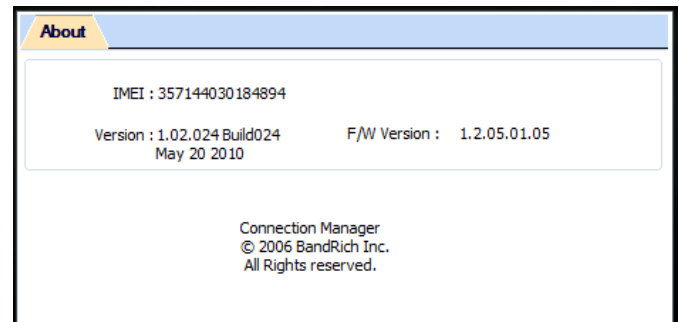 About
IMEI : 357144030184894
Version : 1.02.024 Build024 F/W Version : 1.2.05.01.05
May 20 2010
Connection Manager
© 2006 BandRich Inc.
All Rights reserved.